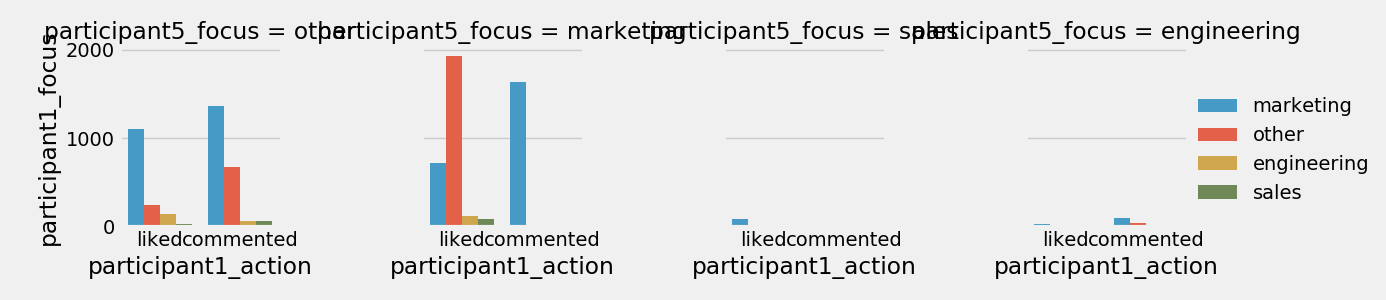 participant5_focus = other
participant5_focus = marketing
participant5_focus = sales
participant5_focus = engineering
participant1_focus
2000
1000
0
liked commented
liked commented
liked commented
liked commented
participant1_action
participant1_action
participant1_action
participant1_action
marketing
other
engineering
sales